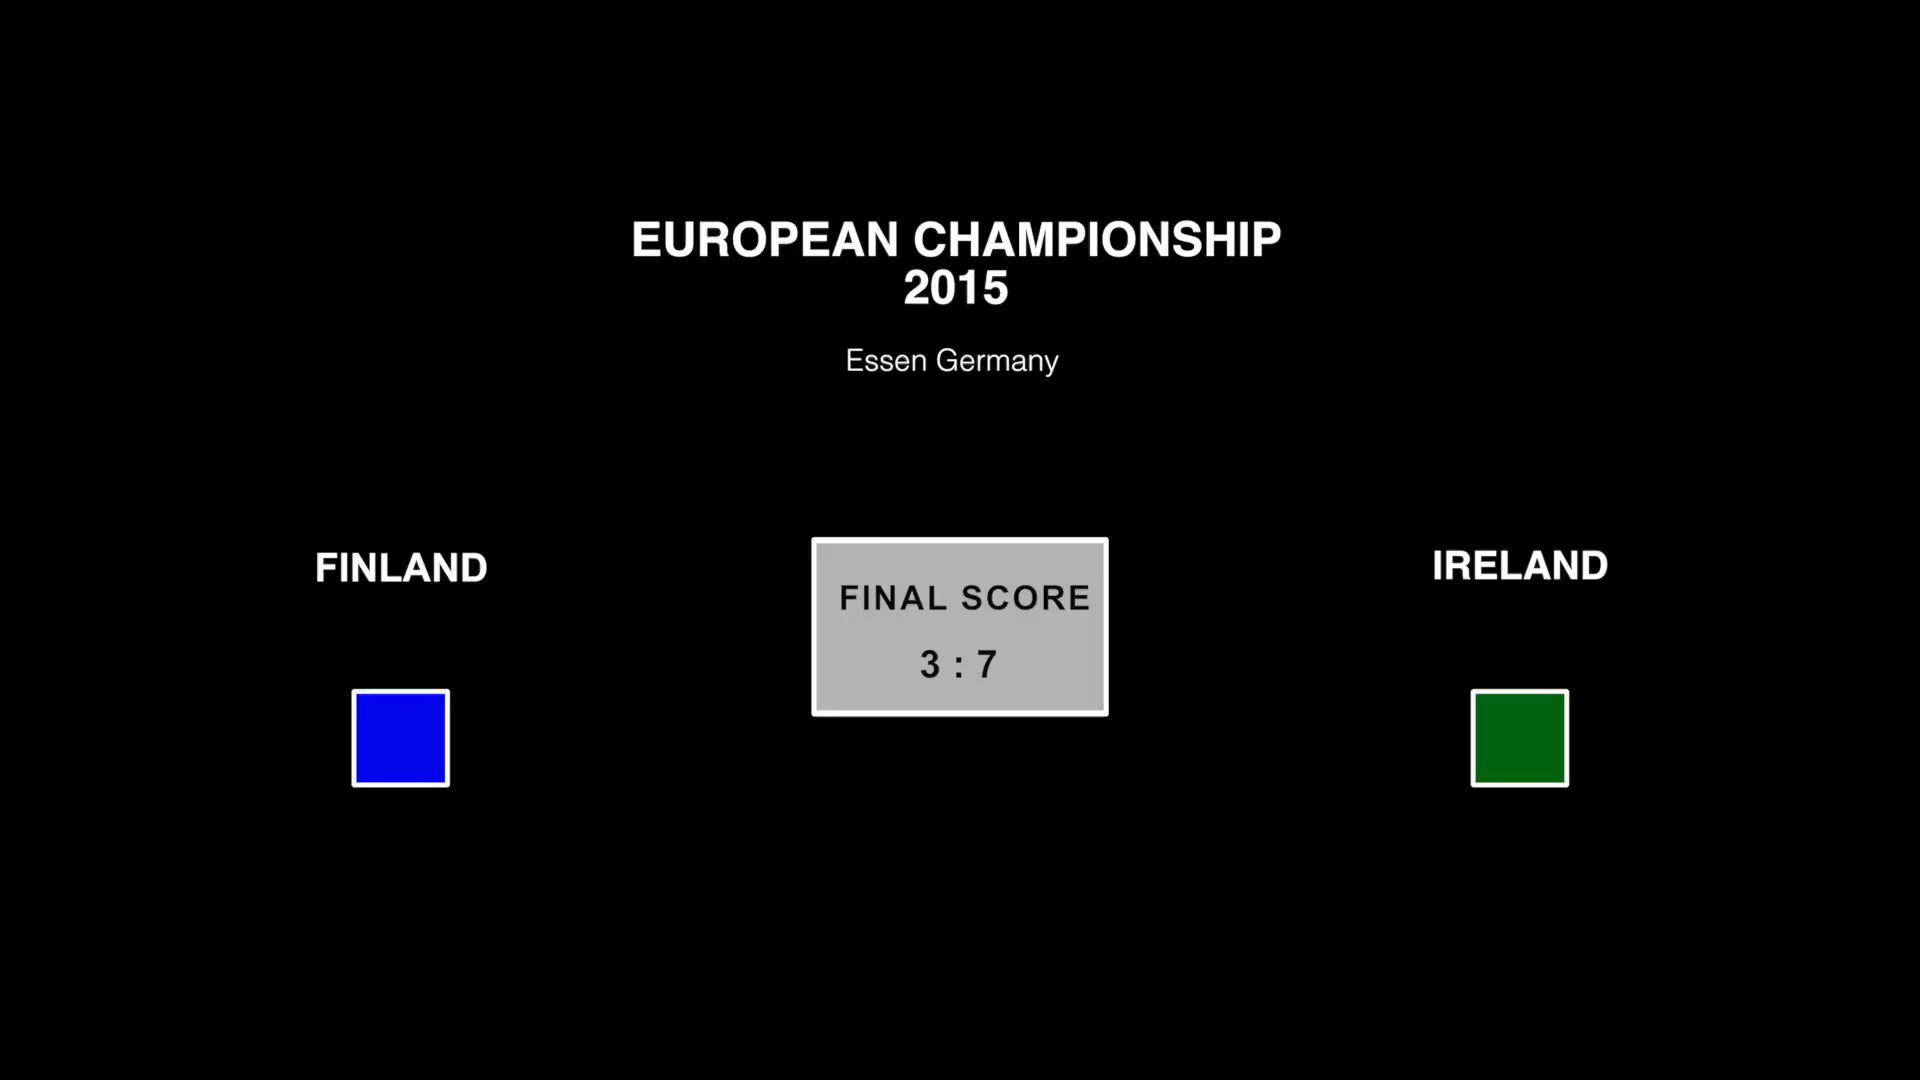 EUROPEAN CHAMPIONSHIP
2015
Essen Germany
FINLAND
FINAL SCORE
3 : 7
IRELAND